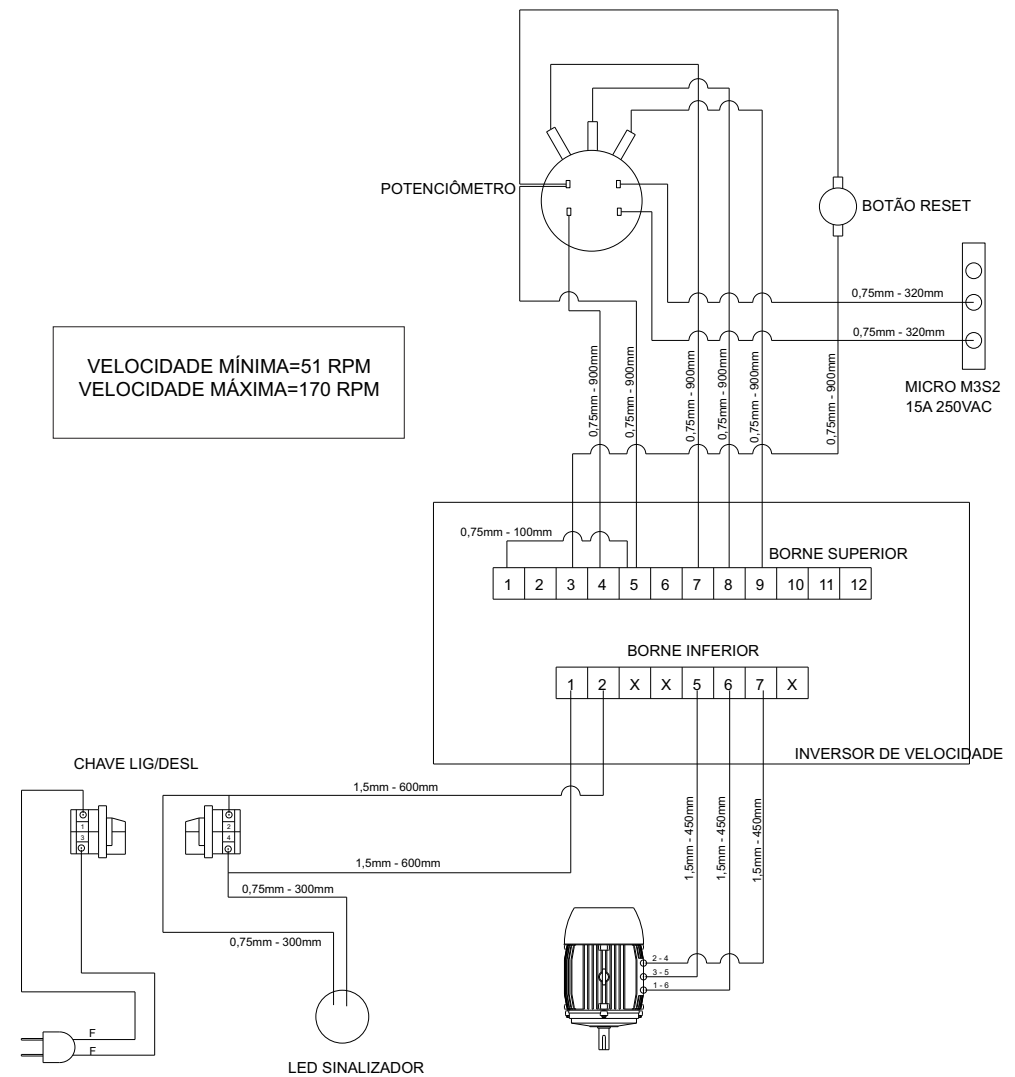 POTENCIÔMETRO
BOTÃO RESET
0,75mm - 320mm
0,75mm - 320mm
MICRO M3S2
15A 250VAC
VELOCIDADE MÍNIMA=51 RPM
VELOCIDADE MÁXIMA=170 RPM
0,75mm - 900mm
0,75mm - 900mm
0,75mm - 900mm
0,75mm - 900mm
0,75mm - 900mm
0,75mm - 900mm
0,75mm - 100mm
BORNE SUPERIOR
1 2 3 4 5 6 7 8 9 10 11 12
BORNE INFERIOR
1 2 X X 5 6 7 X
INVERSOR DE VELOCIDADE
CHAVE LIG/DESL
1,5mm - 600mm
1
3
2
4
1,5mm - 600mm
0,75mm - 300mm
0,75mm - 300mm
1,5mm - 450mm
1,5mm - 450mm
1,5mm - 450mm
2 - 4
3 - 5
1 - 6
F
F
LED SINALIZADOR